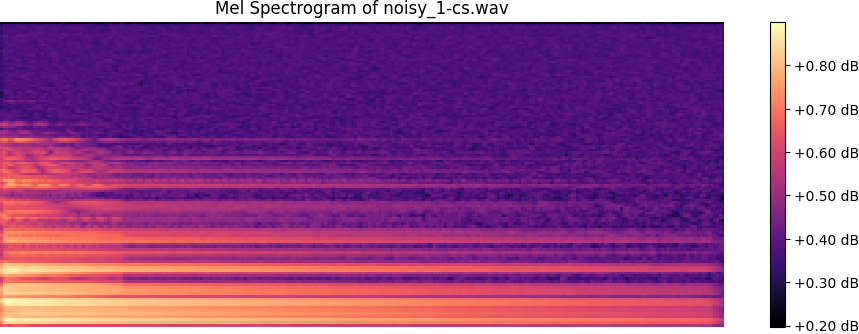 Mel Spectrogram of noisy_1-cs.wav
+0.80 dB
+0.70 dB
+0.60 dB
+0.50 dB
+0.40 dB
+0.30 dB
+0.20 dB